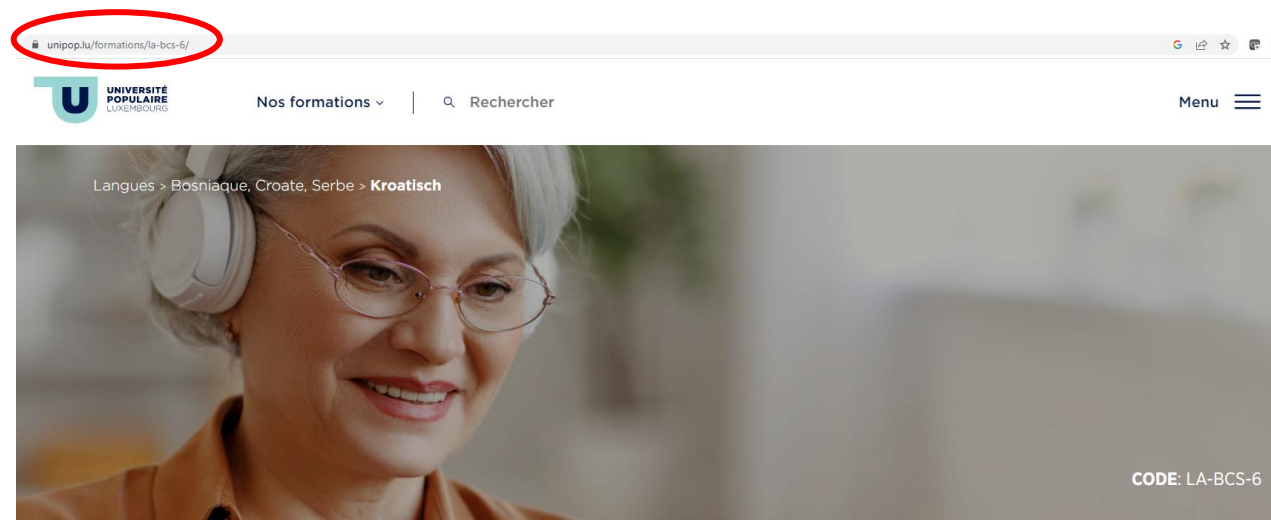 unipop.lu/formations/la-bcs-6/
UNIVERSITÉ
POPULAIRE
LUXEMBOURG
Nos formations
Rechercher
Menu
Langues > Bosniaque, Croate, Serbe > Kroatisch
CODE: LA-BCS-6